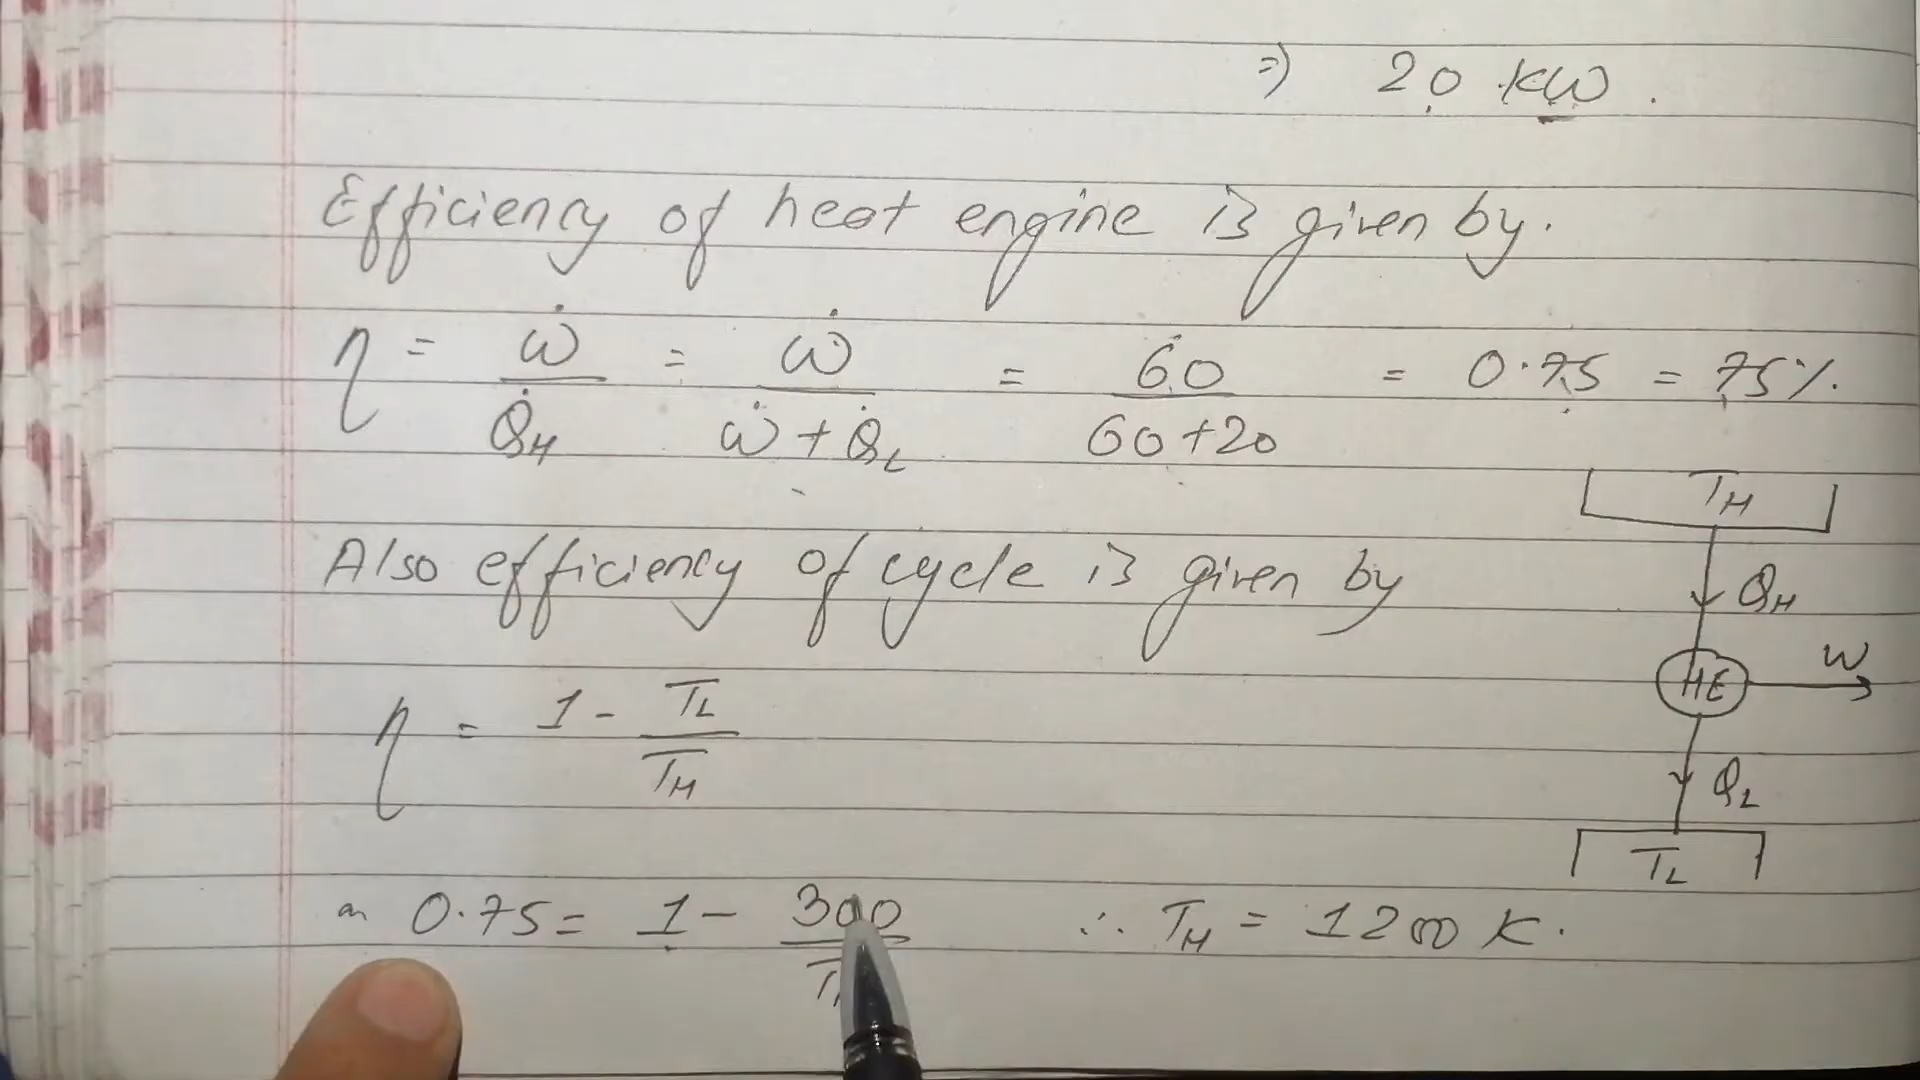 ⇒ 20 kW.
Efficiency of heat engine is given by.
η = Ẇ/Q̇H = Ẇ/(Ẇ + Q̇L) = 60/(60+20) = 0.75 = 75%.
TH
Also efficiency of cycle is given by
QH
HE
W
η = 1 - TL/TH
QL
TL
0.75 = 1 - 300/T ∴ TH = 1200 K.